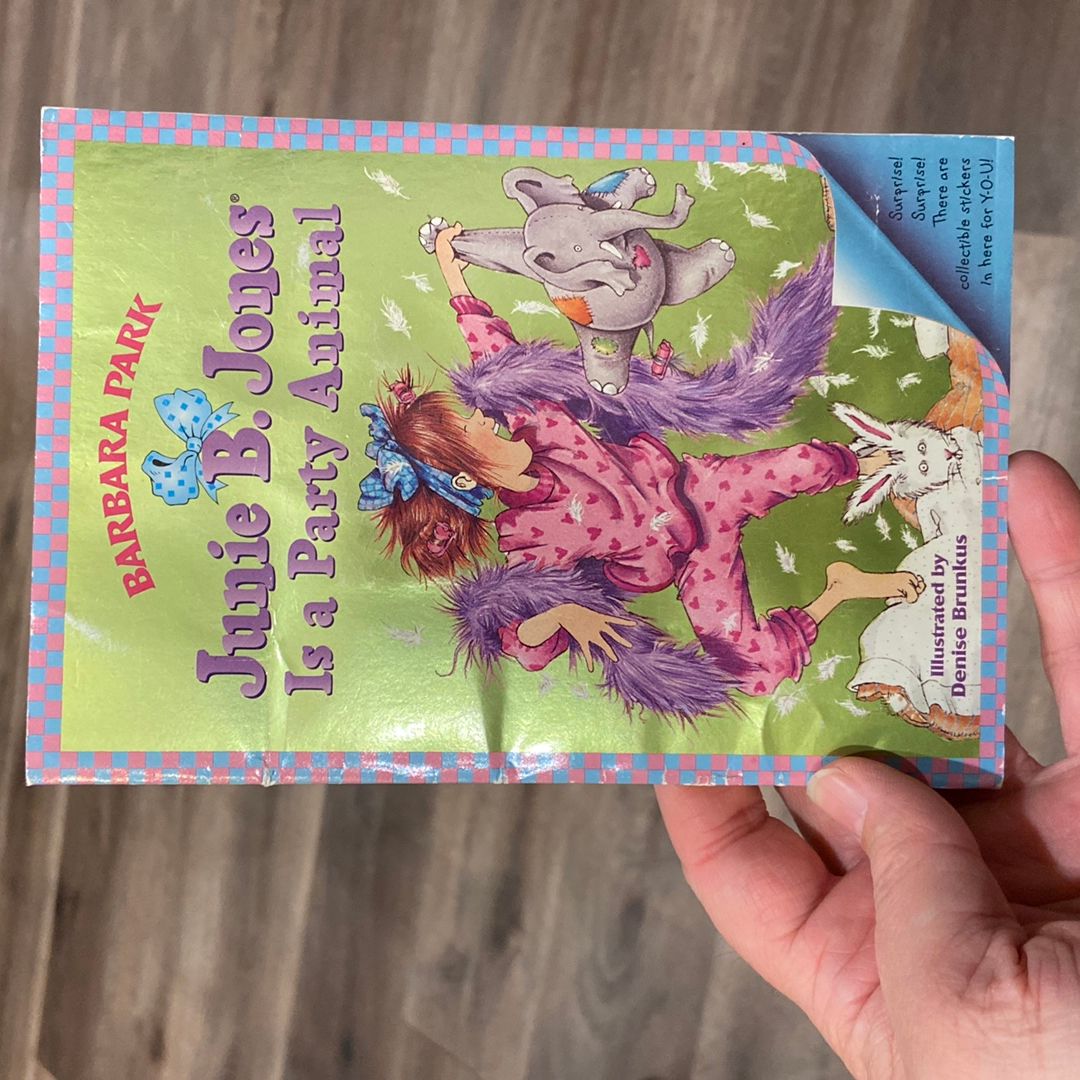 BARBARA PARK
Junie B. Jones®
Is a Party Animal
Illustrated by
Denise Brunkus
Surprise!
Surprise!
There are
collectible stickers
in here for Y-O-U!